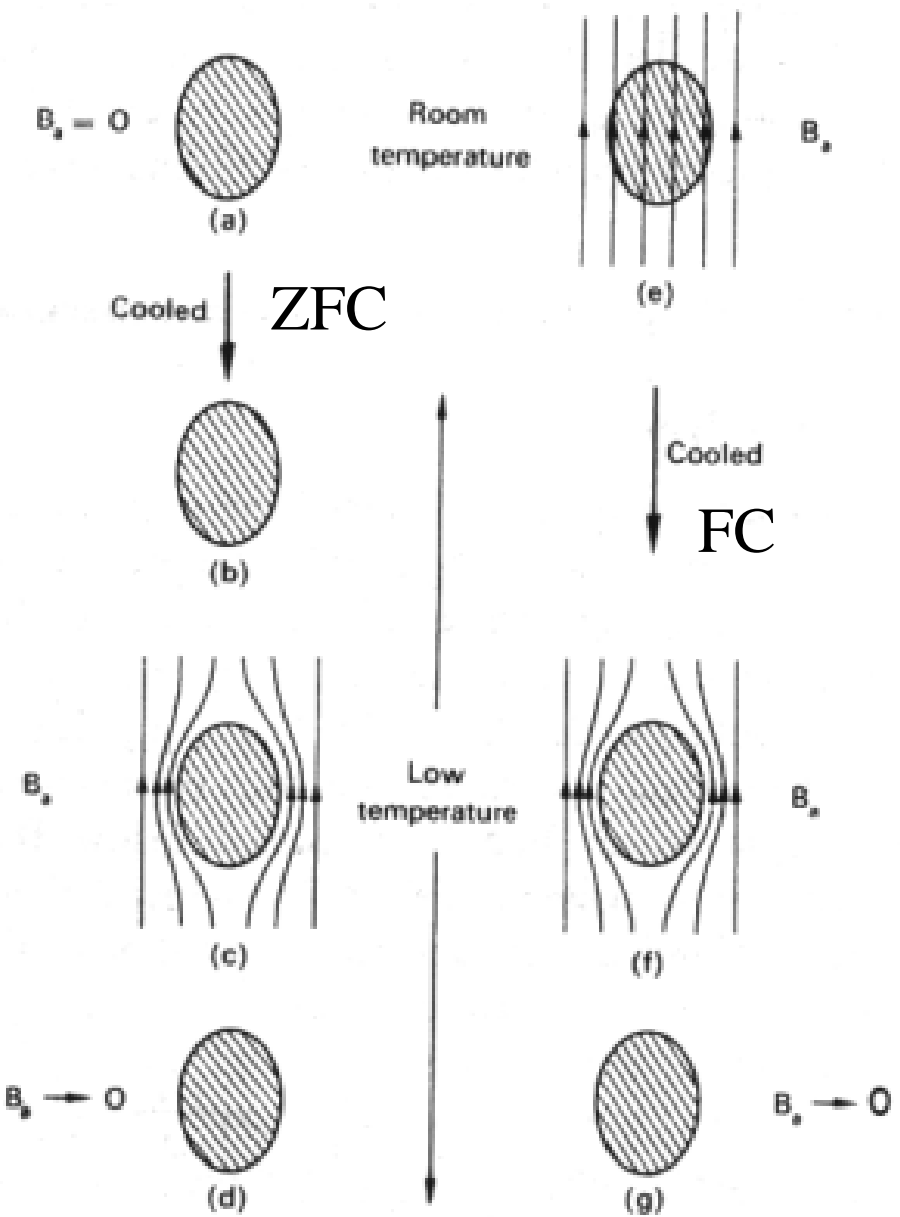 Bₐ = O
(a)
Cooled
ZFC
(b)
Bₐ
(c)
Bₐ → O
(d)
Room
temperature
Low
temperature
Bₐ
(e)
Cooled
FC
Bₐ
(f)
Bₐ → O
(g)